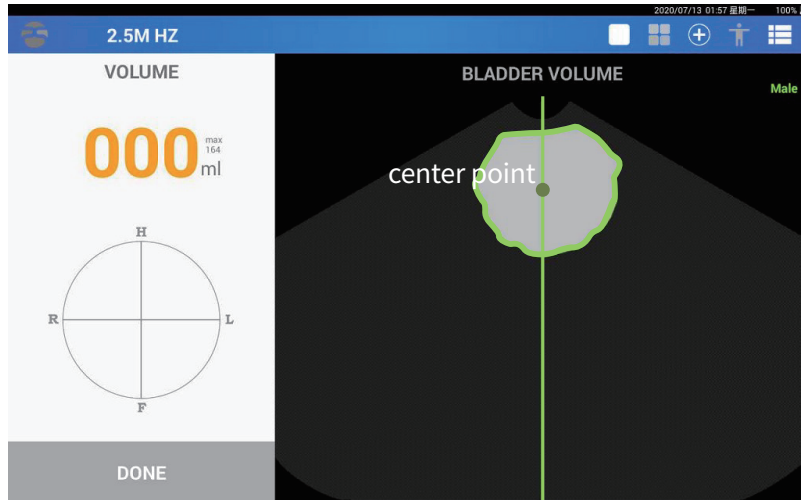 2020/07/13 01:57 星期一 100%
2.5M HZ
VOLUME
000 ml
max
164
H
R
L
F
DONE
BLADDER VOLUME
Male
center point